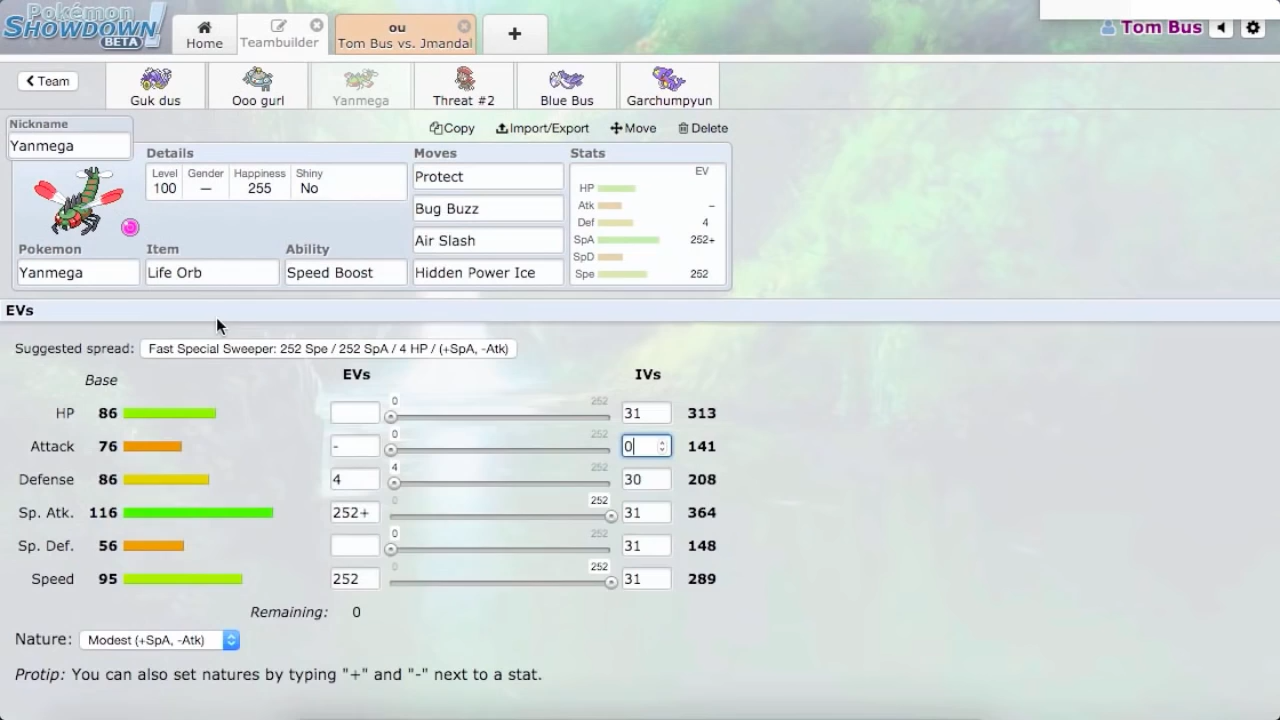 Pokémon
SHOWDOWN!
BETA
Home
Teambuilder
ou
Tom Bus vs. Jmandal
+
Tom Bus
Team
Guk dus
Ooo gurl
Yanmega
Threat #2
Blue Bus
Garchumpyun
Nickname
Yanmega
Copy
Import/Export
Move
Delete
Details
Level Gender Happiness Shiny
100 — 255 No
Moves
Protect
Bug Buzz
Air Slash
Hidden Power Ice
Stats
EV
HP
Atk –
Def 4
SpA 252+
SpD
Spe 252
Pokemon
Yanmega
Item
Life Orb
Ability
Speed Boost
EVs
Suggested spread: Fast Special Sweeper: 252 Spe / 252 SpA / 4 HP / (+SpA, -Atk)
Base EVs IVs
HP 86 0 252 31 313
Attack 76 - 0 252 0 141
Defense 86 4 4 252 30 208
Sp. Atk. 116 252+ 0 252 31 364
Sp. Def. 56 0 252 31 148
Speed 95 252 0 252 31 289
Remaining: 0
Nature: Modest (+SpA, -Atk)
Protip: You can also set natures by typing "+" and "-" next to a stat.